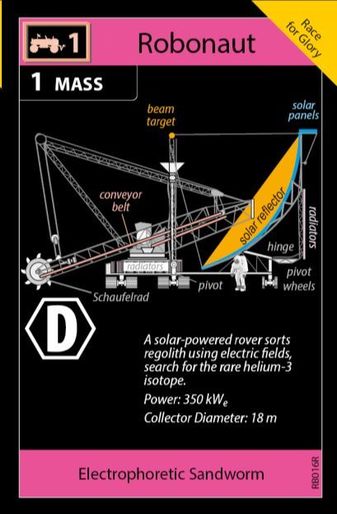 Race
for Glory
1
Robonaut
1 MASS
beam
target
solar
panels
conveyor
belt
solar reflector
radiators
hinge
radiators
pivot
pivot
wheels
Schaufelrad
D
A solar-powered rover sorts
regolith using electric fields,
search for the rare helium-3
isotope.
Power: 350 kWe
Collector Diameter: 18 m
Electrophoretic Sandworm
RB016R